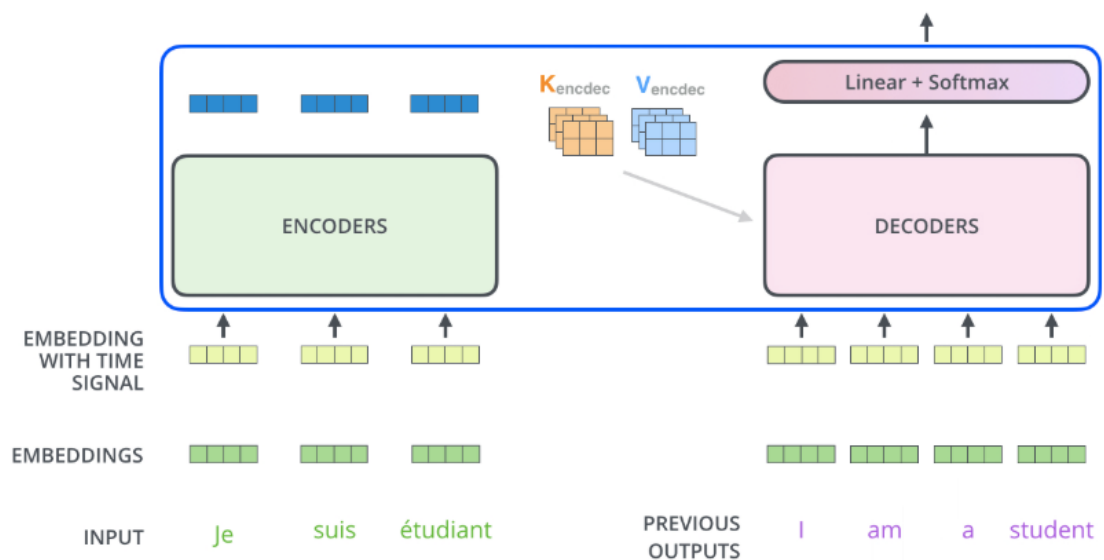 Kencdec Vencdec
Linear + Softmax
ENCODERS
DECODERS
EMBEDDING
WITH TIME
SIGNAL
EMBEDDINGS
INPUT
Je suis étudiant
PREVIOUS
OUTPUTS
I am a student